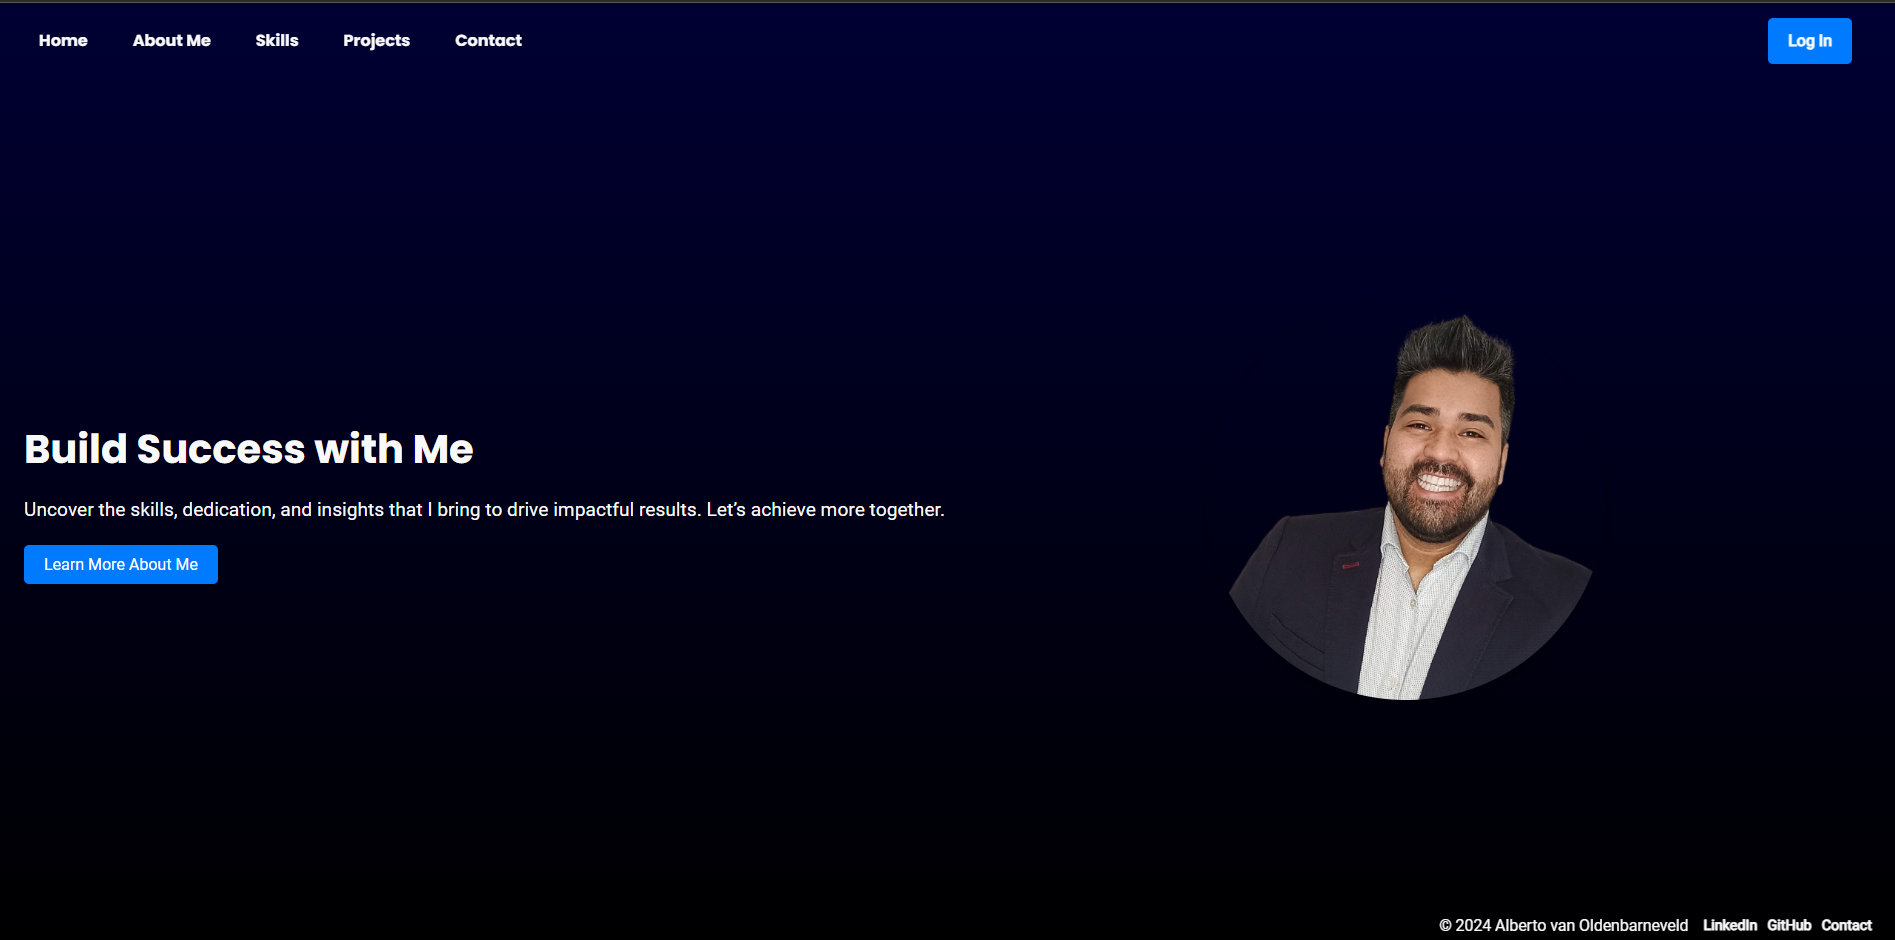 Home About Me Skills Projects Contact Log In
Build Success with Me
Uncover the skills, dedication, and insights that I bring to drive impactful results. Let’s achieve more together.
Learn More About Me
© 2024 Alberto van Oldenbarneveld LinkedIn GitHub Contact